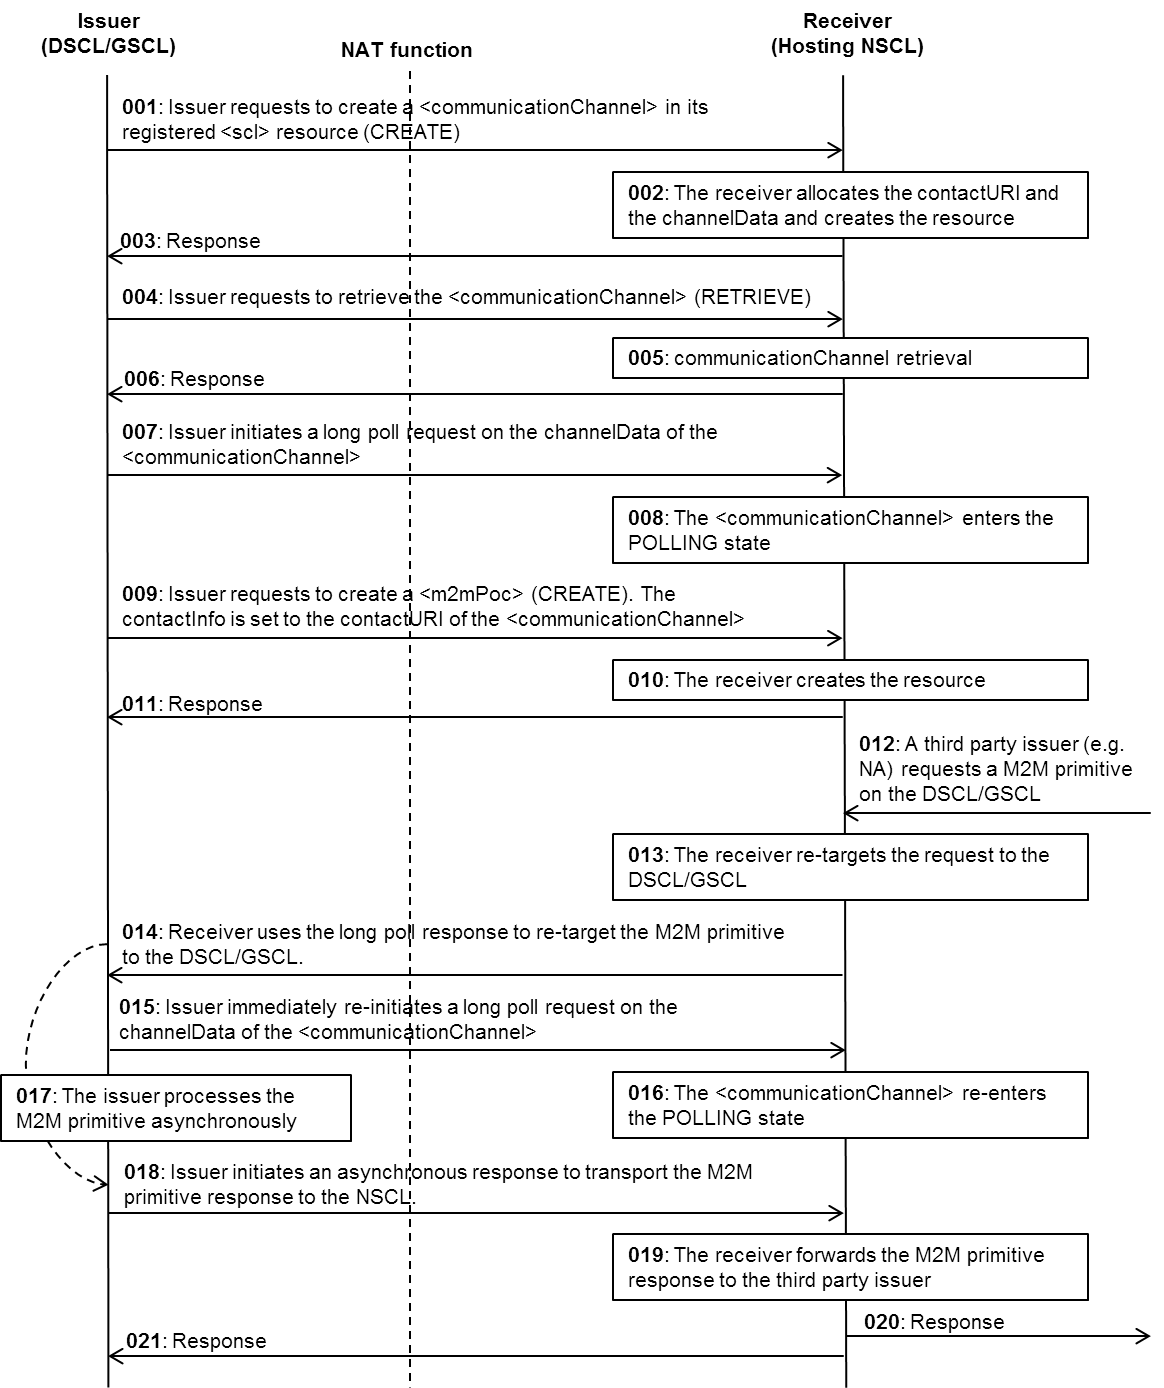 Issuer
(DSCL/GSCL)
NAT function
Receiver
(Hosting NSCL)
001: Issuer requests to create a <communicationChannel> in its
registered <scl> resource (CREATE)
002: The receiver allocates the contactURI and
the channelData and creates the resource
003: Response
004: Issuer requests to retrieve the <communicationChannel> (RETRIEVE)
005: communicationChannel retrieval
006: Response
007: Issuer initiates a long poll request on the channelData of the
<communicationChannel>
008: The <communicationChannel> enters the
POLLING state
009: Issuer requests to create a <m2mPoc> (CREATE). The
contactInfo is set to the contactURI of the <communicationChannel>
010: The receiver creates the resource
011: Response
012: A third party issuer (e.g.
NA) requests a M2M primitive
on the DSCL/GSCL
013: The receiver re-targets the request to the
DSCL/GSCL
014: Receiver uses the long poll response to re-target the M2M primitive
to the DSCL/GSCL.
015: Issuer immediately re-initiates a long poll request on the
channelData of the <communicationChannel>
016: The <communicationChannel> re-enters
the POLLING state
017: The issuer processes the
M2M primitive asynchronously
018: Issuer initiates an asynchronous response to transport the M2M
primitive response to the NSCL.
019: The receiver forwards the M2M primitive
response to the third party issuer
020: Response
021: Response